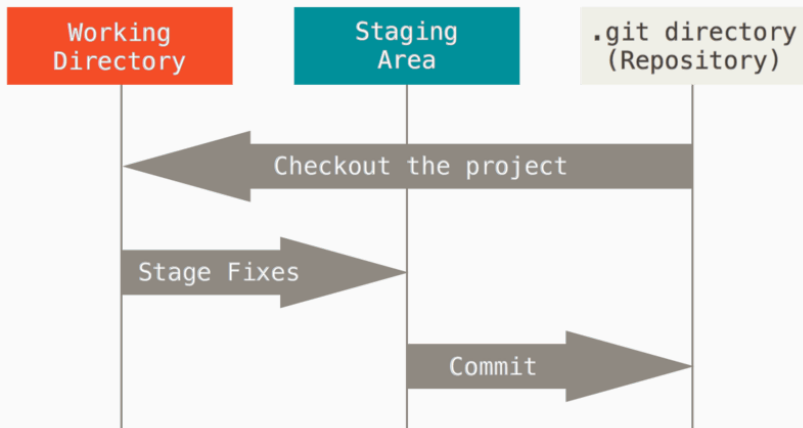 Working
Directory
Staging
Area
.git directory
(Repository)
Checkout the project
Stage Fixes
Commit